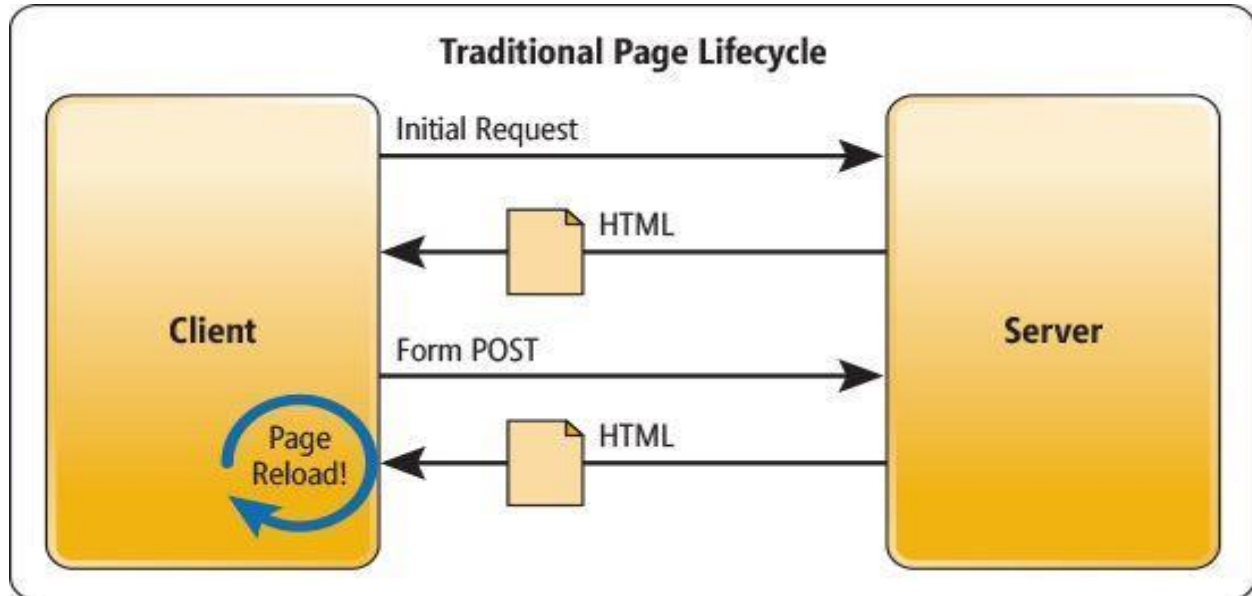 Traditional Page Lifecycle
Initial Request
HTML
Client
Server
Form POST
HTML
Page
Reload!